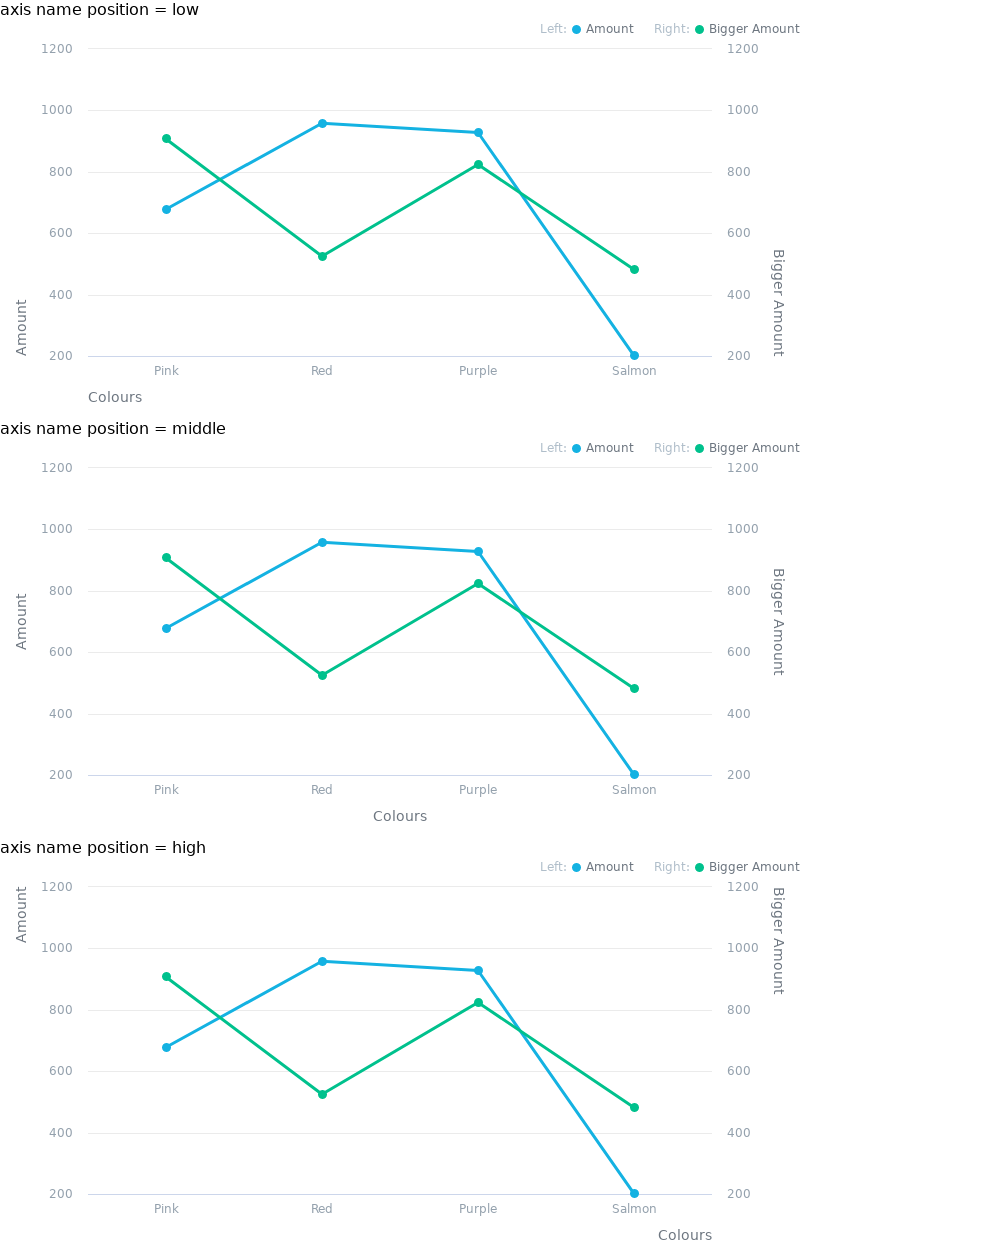 axis name position = low
Left: Amount Right: Bigger Amount
1200 1200
1000 1000
800 800
600 600
400 400
200 200
Amount
Bigger Amount
Pink Red Purple Salmon
Colours
axis name position = middle
Left: Amount Right: Bigger Amount
1200 1200
1000 1000
800 800
600 600
400 400
200 200
Amount
Bigger Amount
Pink Red Purple Salmon
Colours
axis name position = high
Left: Amount Right: Bigger Amount
1200 1200
1000 1000
800 800
600 600
400 400
200 200
Amount
Bigger Amount
Pink Red Purple Salmon
Colours